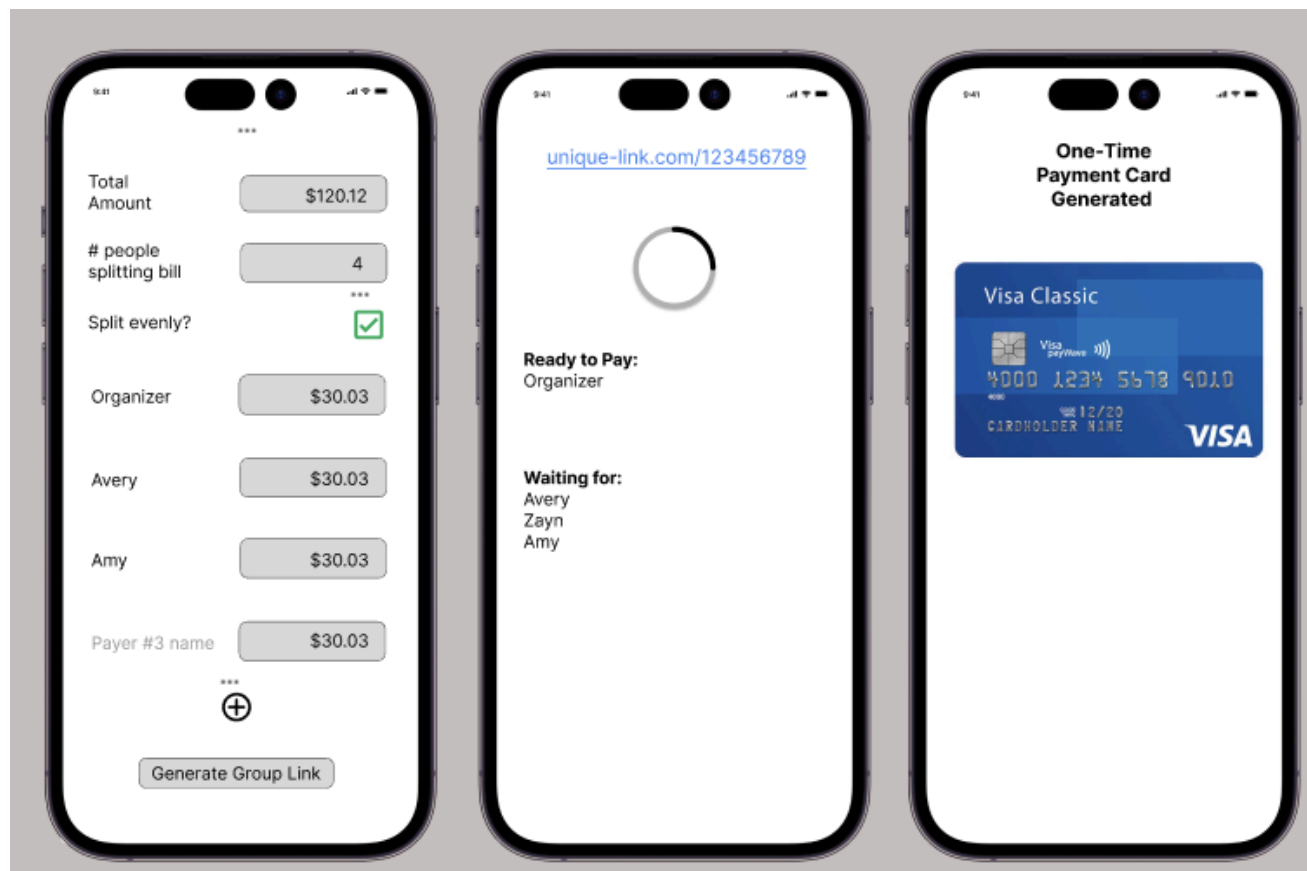 9:41
Total
Amount
$120.12
# people
splitting bill
4
Split evenly?
Organizer
$30.03
Avery
$30.03
Amy
$30.03
Payer #3 name
$30.03
Generate Group Link
9:41
unique-link.com/123456789
Ready to Pay:
Organizer
Waiting for:
Avery
Zayn
Amy
9:41
One-Time
Payment Card
Generated
Visa Classic
Visa
payWave
4000 1234 5678 9010
4000
12/20
CARDHOLDER NAME
VISA